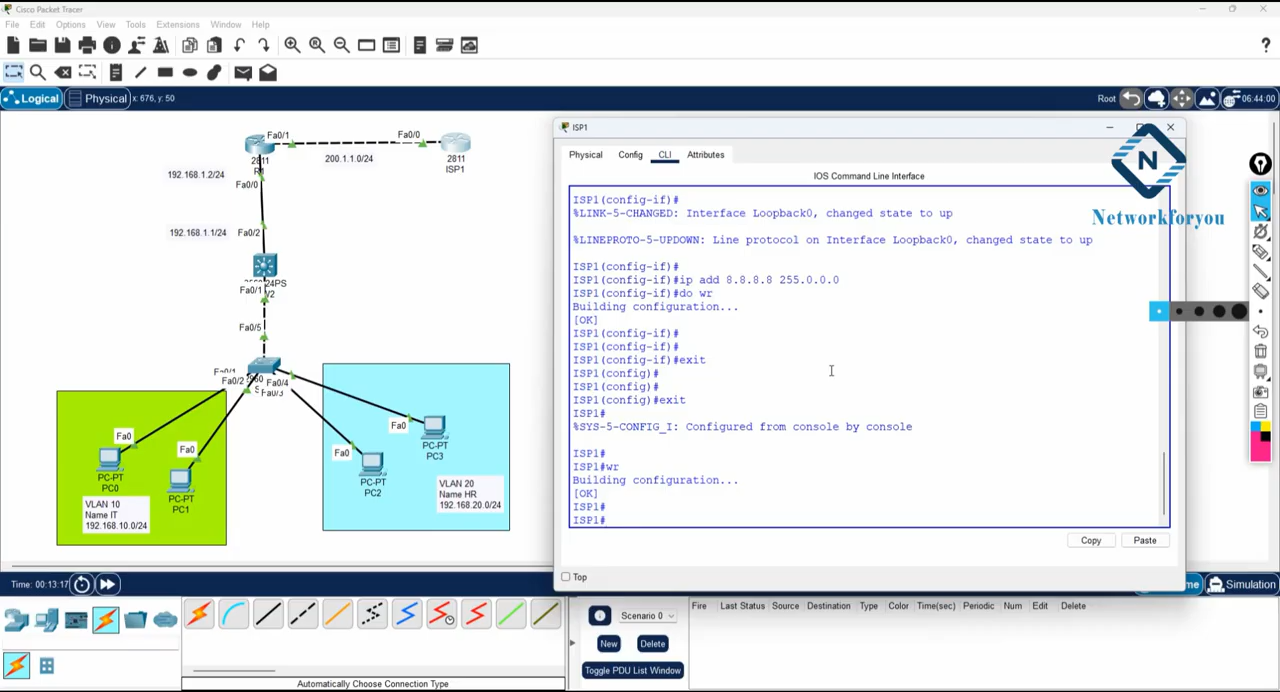 Cisco Packet Tracer
File Edit Options View Tools Extensions Window Help
Logical Physical x: 676, y: 50 Root 06:44:00
Fa0/1 Fa0/0
200.1.1.0/24
2811 2811
ISP1
192.168.1.2/24
Fa0/0
192.168.1.1/24 Fa0/2
24PS
Fa0/1
Fa0/5
Fa0/2 Fa0/4
Fa0/3
Fa0
Fa0
PC-PT
PC0
PC-PT
PC1
VLAN 10
Name IT
192.168.10.0/24
Fa0
Fa0
PC-PT
PC3
PC-PT
PC2
VLAN 20
Name HR
192.168.20.0/24
ISP1
Physical Config CLI Attributes
IOS Command Line Interface
N
Networkforyou
ISP1(config-if)#
%LINK-5-CHANGED: Interface Loopback0, changed state to up
%LINEPROTO-5-UPDOWN: Line protocol on Interface Loopback0, changed state to up
ISP1(config-if)#
ISP1(config-if)#ip add 8.8.8.8 255.0.0.0
ISP1(config-if)#do wr
Building configuration...
[OK]
ISP1(config-if)#
ISP1(config-if)#
ISP1(config-if)#exit
ISP1(config)#
ISP1(config)#
ISP1(config)#exit
ISP1#
%SYS-5-CONFIG_I: Configured from console by console
ISP1#
ISP1#wr
Building configuration...
[OK]
ISP1#
ISP1#
Copy Paste
Top
Time: 00:13:17 Simulation
Scenario 0
New Delete
Toggle PDU List Window
Fire Last Status Source Destination Type Color Time(sec) Periodic Num Edit Delete
Automatically Choose Connection Type